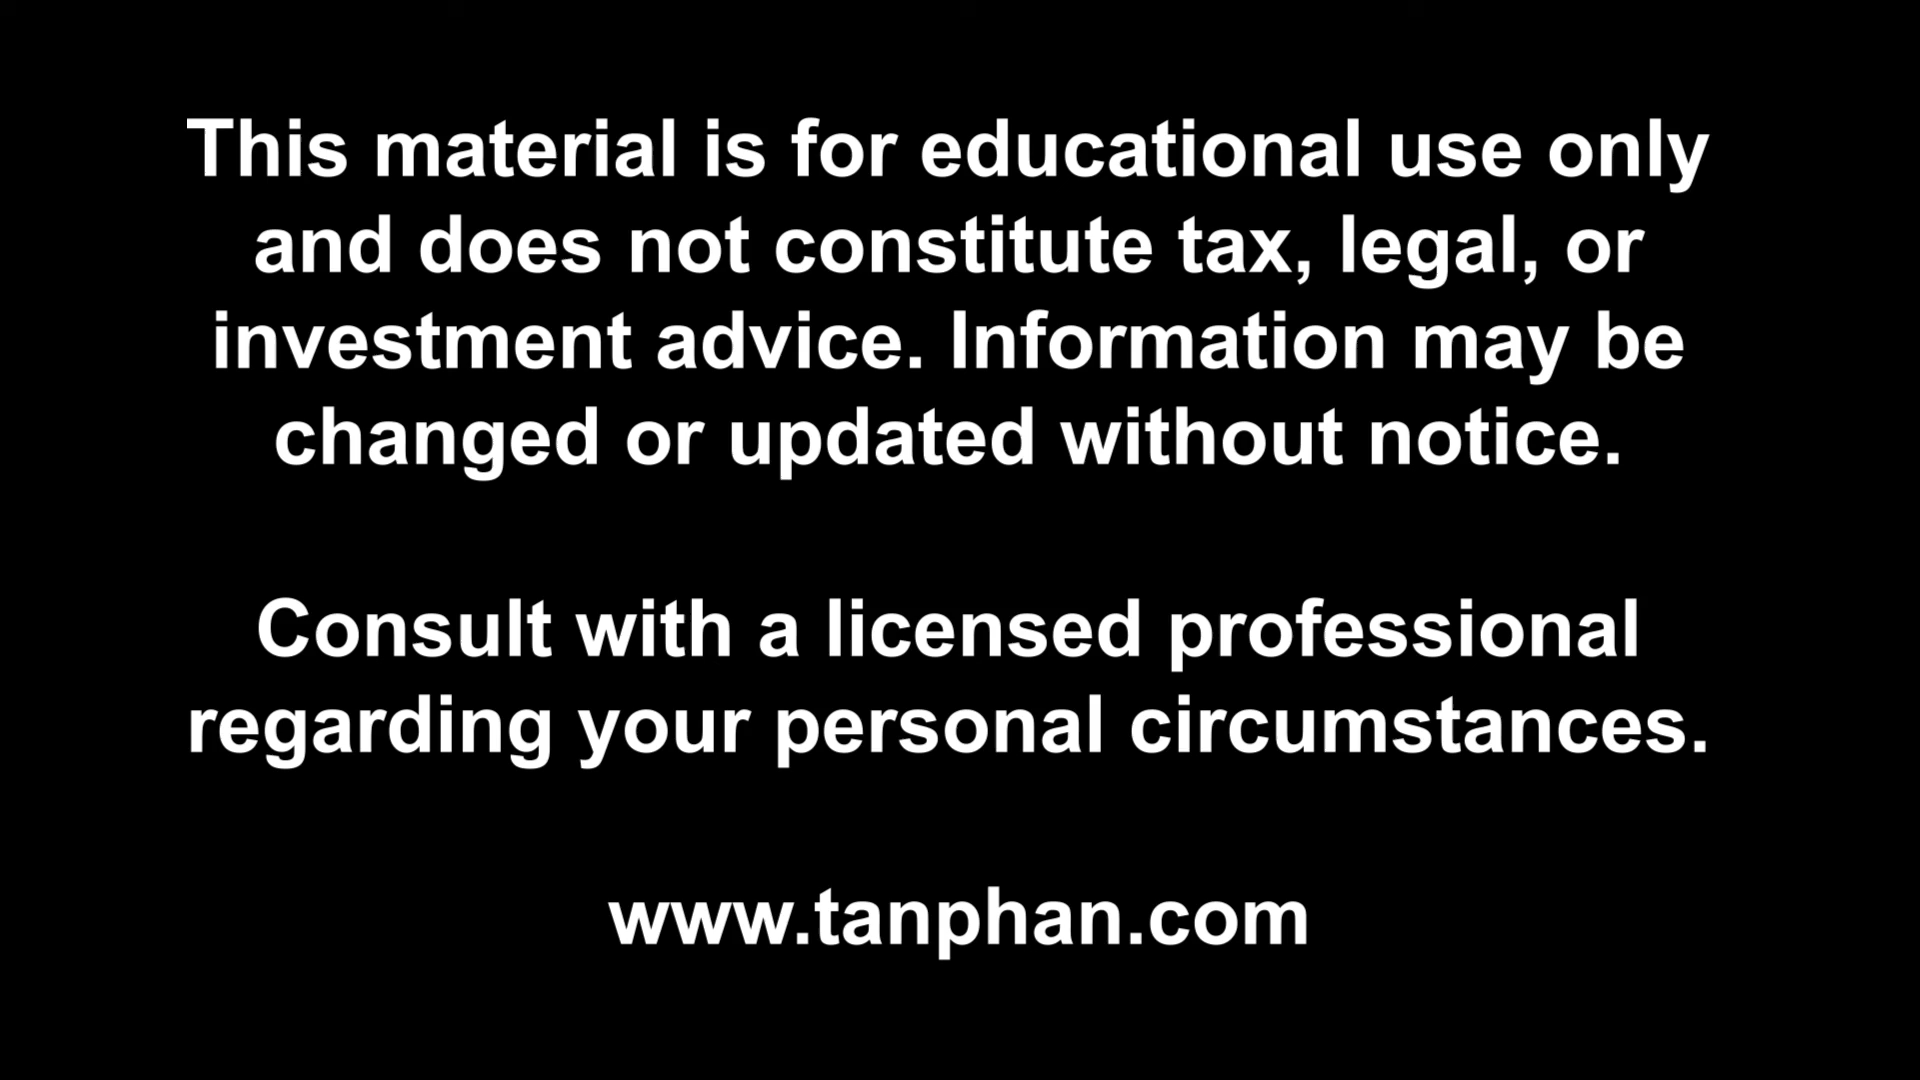 This material is for educational use only
and does not constitute tax, legal, or
investment advice. Information may be
changed or updated without notice.
Consult with a licensed professional
regarding your personal circumstances.
www.tanphan.com